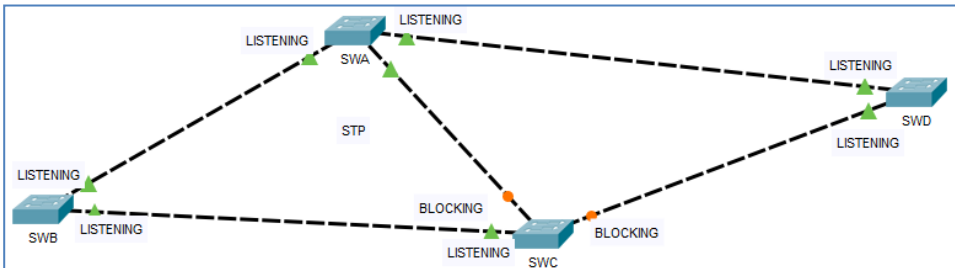 LISTENING
LISTENING
SWA
LISTENING
SWD
LISTENING
STP
LISTENING
BLOCKING
SWB
LISTENING
LISTENING
SWC
BLOCKING